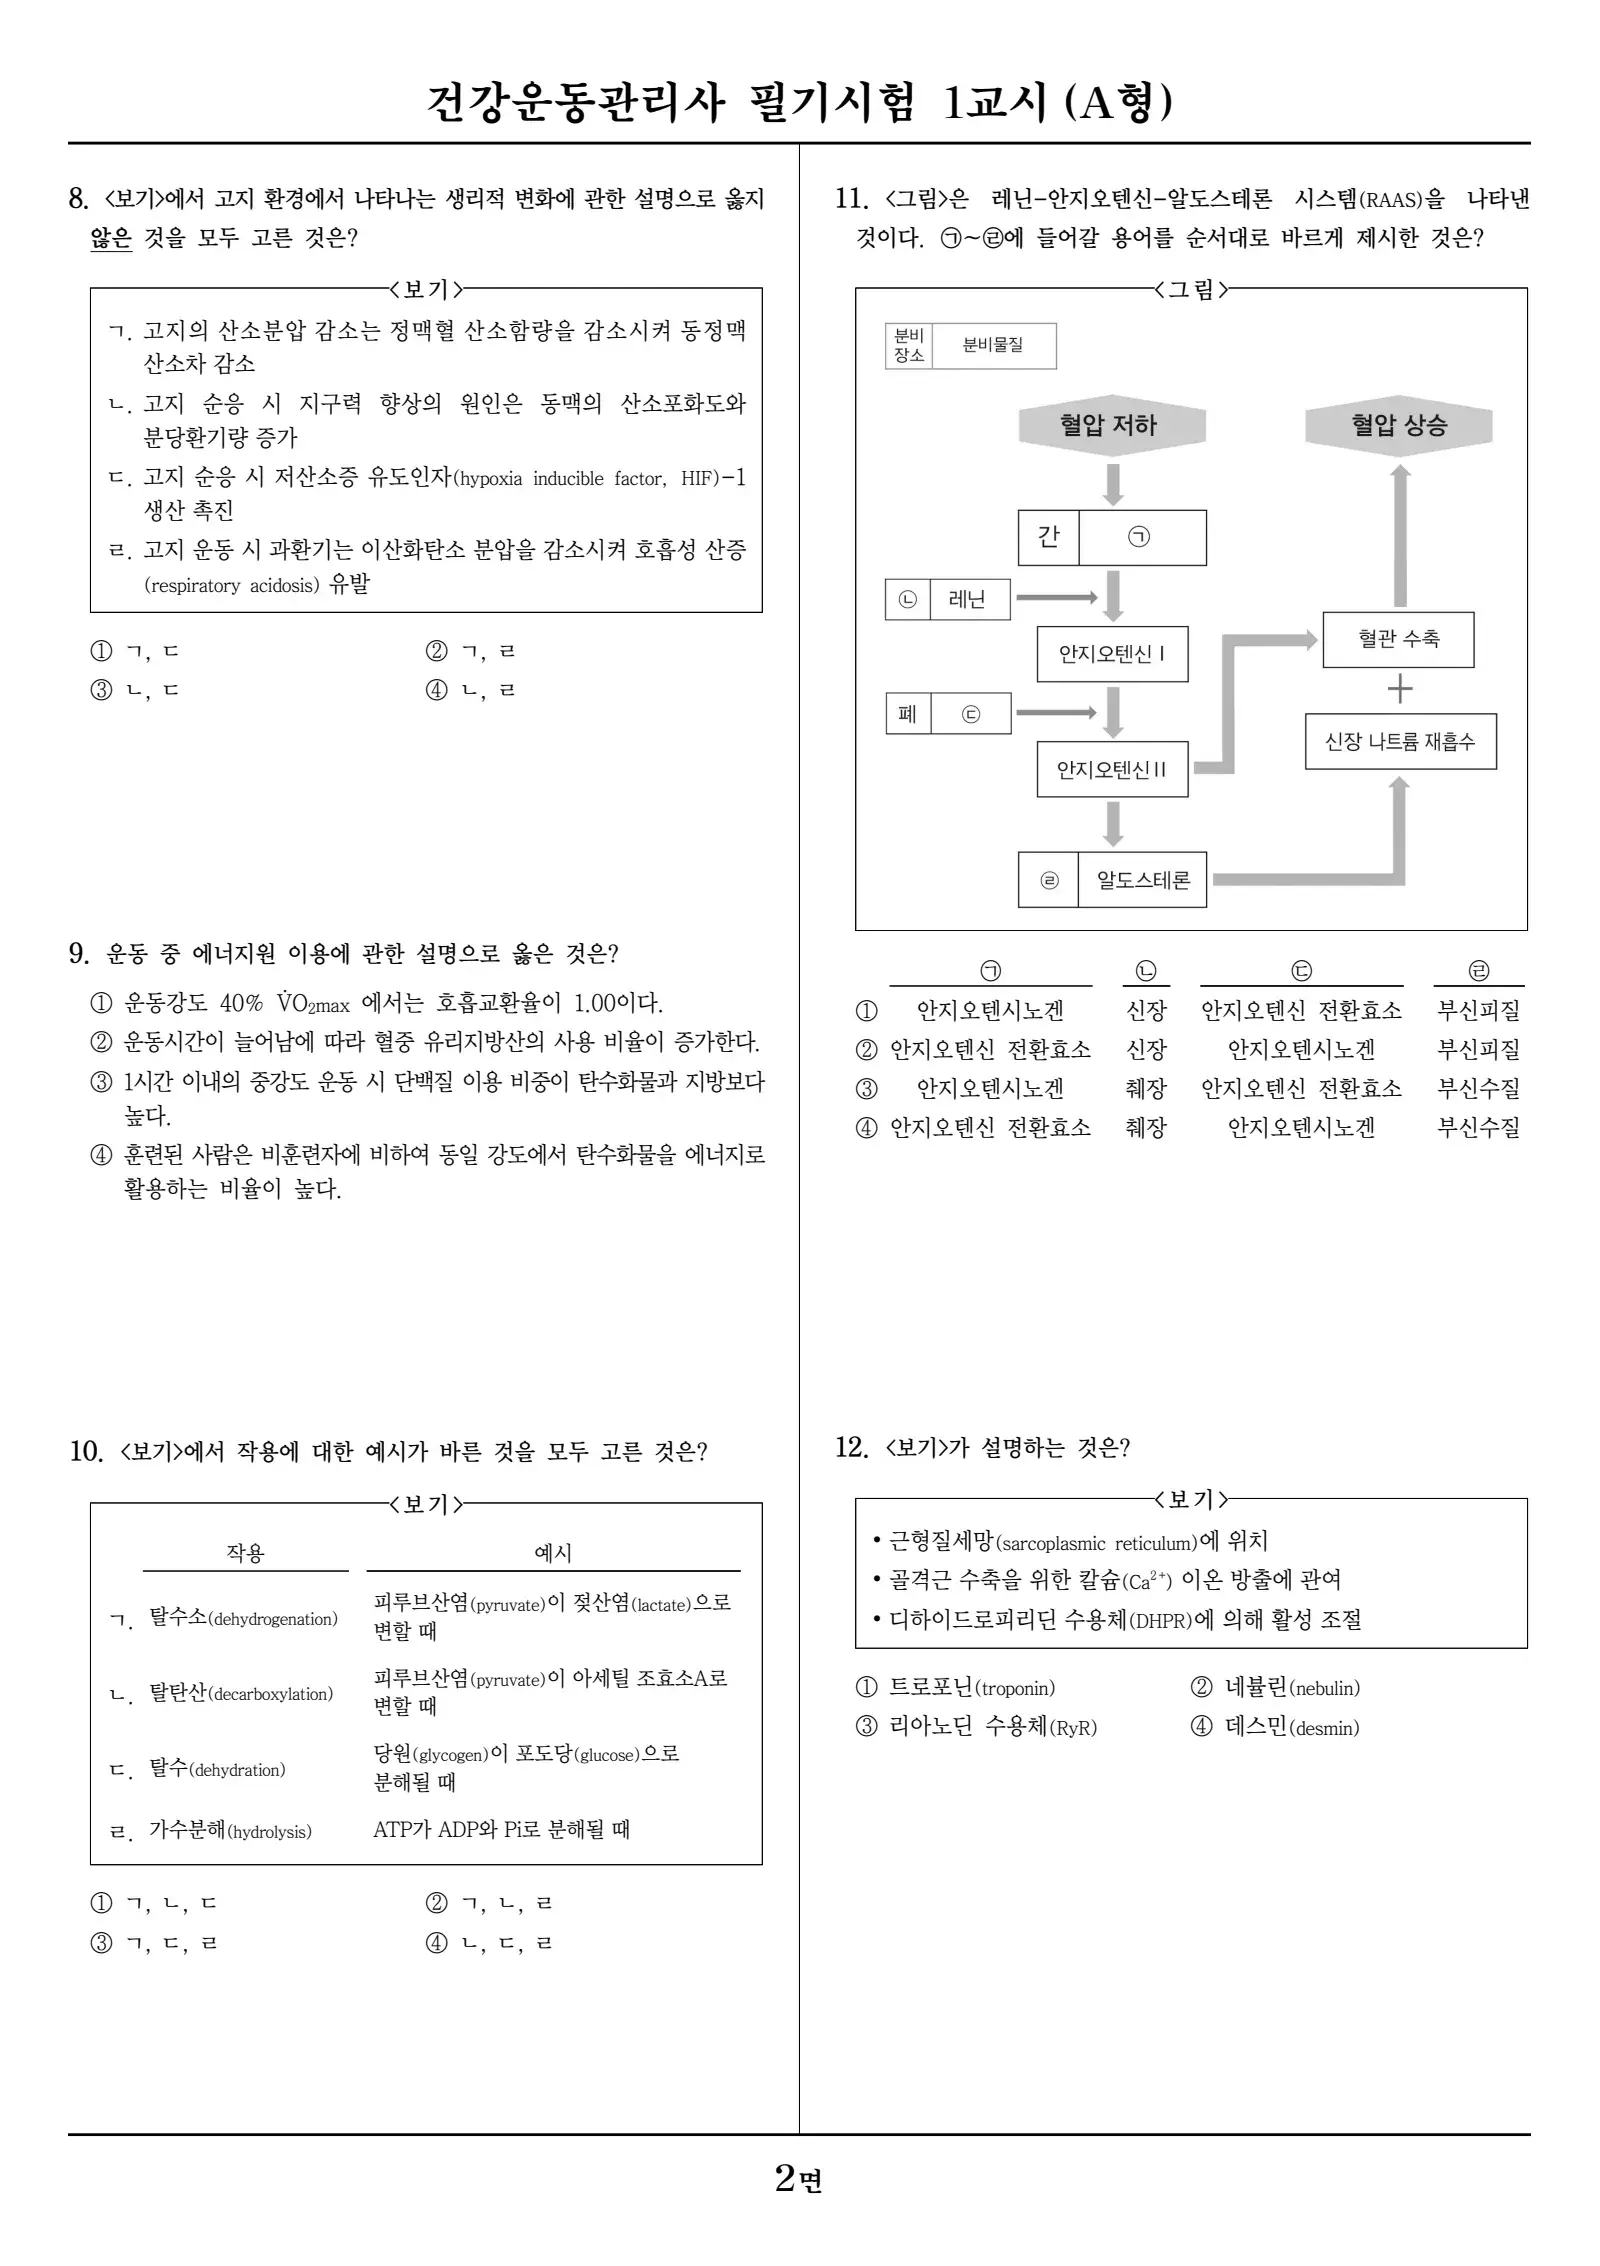 건강운동관리사 필기시험 1교시 (A형)
8. <보기>에서 고지 환경에서 나타나는 생리적 변화에 관한 설명으로 옳지
않은 것을 모두 고른 것은?
<보기>
ㄱ. 고지의 산소분압 감소는 정맥혈 산소함량을 감소시켜 동정맥
산소차 감소
ㄴ. 고지 순응 시 지구력 향상의 원인은 동맥의 산소포화도와
분당환기량 증가
ㄷ. 고지 순응 시 저산소증 유도인자(hypoxia inducible factor, HIF)-1
생산 촉진
ㄹ. 고지 운동 시 과환기는 이산화탄소 분압을 감소시켜 호흡성 산증
(respiratory acidosis) 유발
① ㄱ, ㄷ ② ㄱ, ㄹ
③ ㄴ, ㄷ ④ ㄴ, ㄹ
9. 운동 중 에너지원 이용에 관한 설명으로 옳은 것은?
① 운동강도 40% V̇O₂max 에서는 호흡교환율이 1.00이다.
② 운동시간이 늘어남에 따라 혈중 유리지방산의 사용 비율이 증가한다.
③ 1시간 이내의 중강도 운동 시 단백질 이용 비중이 탄수화물과 지방보다
높다.
④ 훈련된 사람은 비훈련자에 비하여 동일 강도에서 탄수화물을 에너지로
활용하는 비율이 높다.
10. <보기>에서 작용에 대한 예시가 바른 것을 모두 고른 것은?
<보기>
작용 예시
ㄱ. 탈수소(dehydrogenation) 피루브산염(pyruvate)이 젖산염(lactate)으로
변할 때
ㄴ. 탈탄산(decarboxylation) 피루브산염(pyruvate)이 아세틸 조효소A로
변할 때
ㄷ. 탈수(dehydration) 당원(glycogen)이 포도당(glucose)으로
분해될 때
ㄹ. 가수분해(hydrolysis) ATP가 ADP와 Pi로 분해될 때
① ㄱ, ㄴ, ㄷ ② ㄱ, ㄴ, ㄹ
③ ㄱ, ㄷ, ㄹ ④ ㄴ, ㄷ, ㄹ
11. <그림>은 레닌-안지오텐신-알도스테론 시스템(RAAS)을 나타낸
것이다. ㉠~㉣에 들어갈 용어를 순서대로 바르게 제시한 것은?
<그림>
분비
장소 분비물질
혈압 저하 혈압 상승
간 ㉠
㉡ 레닌
안지오텐신Ⅰ 혈관 수축
+
폐 ㉢
신장 나트륨 재흡수
안지오텐신Ⅱ
㉣ 알도스테론
㉠ ㉡ ㉢ ㉣
① 안지오텐시노겐 신장 안지오텐신 전환효소 부신피질
② 안지오텐신 전환효소 신장 안지오텐시노겐 부신피질
③ 안지오텐시노겐 췌장 안지오텐신 전환효소 부신수질
④ 안지오텐신 전환효소 췌장 안지오텐시노겐 부신수질
12. <보기>가 설명하는 것은?
<보기>
• 근형질세망(sarcoplasmic reticulum)에 위치
• 골격근 수축을 위한 칼슘(Ca²⁺) 이온 방출에 관여
• 디하이드로피리딘 수용체(DHPR)에 의해 활성 조절
① 트로포닌(troponin) ② 네뷸린(nebulin)
③ 리아노딘 수용체(RyR) ④ 데스민(desmin)
2면